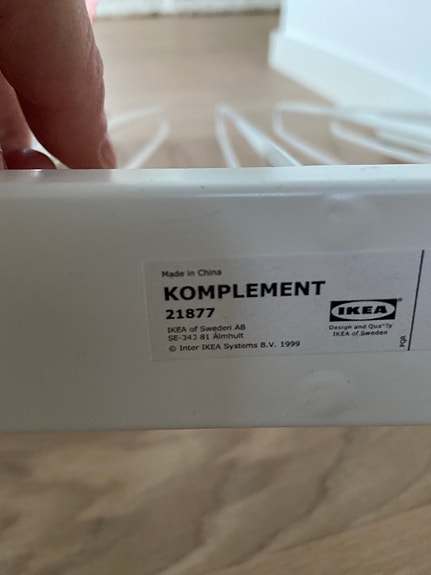 Made in China
KOMPLEMENT
21877
IKEA of Sweden AB
SE-343 81 Älmhult
© Inter IKEA Systems B.V. 1999
IKEA®
Design and Quality
IKEA of Sweden
PQR